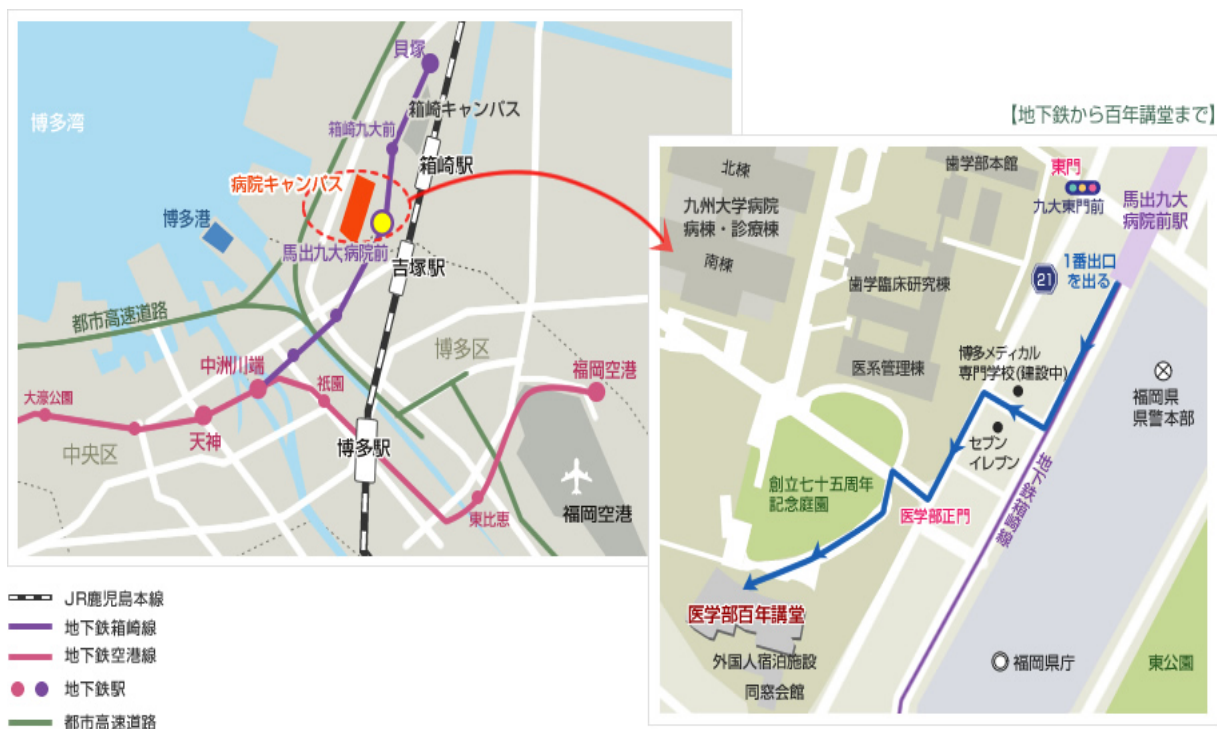 貝塚
箱崎キャンパス
箱崎九大前
箱崎駅
病院キャンパス
博多湾
博多港
馬出九大病院前
吉塚駅
都市高速道路
中洲川端
博多区
祇園
福岡空港
大濠公園
天神
中央区
博多駅
東比恵
福岡空港
JR鹿児島本線
地下鉄箱崎線
地下鉄空港線
地下鉄駅
都市高速道路
【地下鉄から百年講堂まで】
北棟
九州大学病院
病棟・診療棟
南棟
歯学部本館
東門
九大東門前
馬出九大
病院前駅
21
1番出口
を出る
歯学臨床研究棟
医系管理棟
博多メディカル
専門学校(建設中)
セブン
イレブン
福岡県
県警本部
創立七十五周年
記念庭園
医学部正門
地下鉄箱崎線
医学部百年講堂
外国人宿泊施設
同窓会館
福岡県庁
東公園